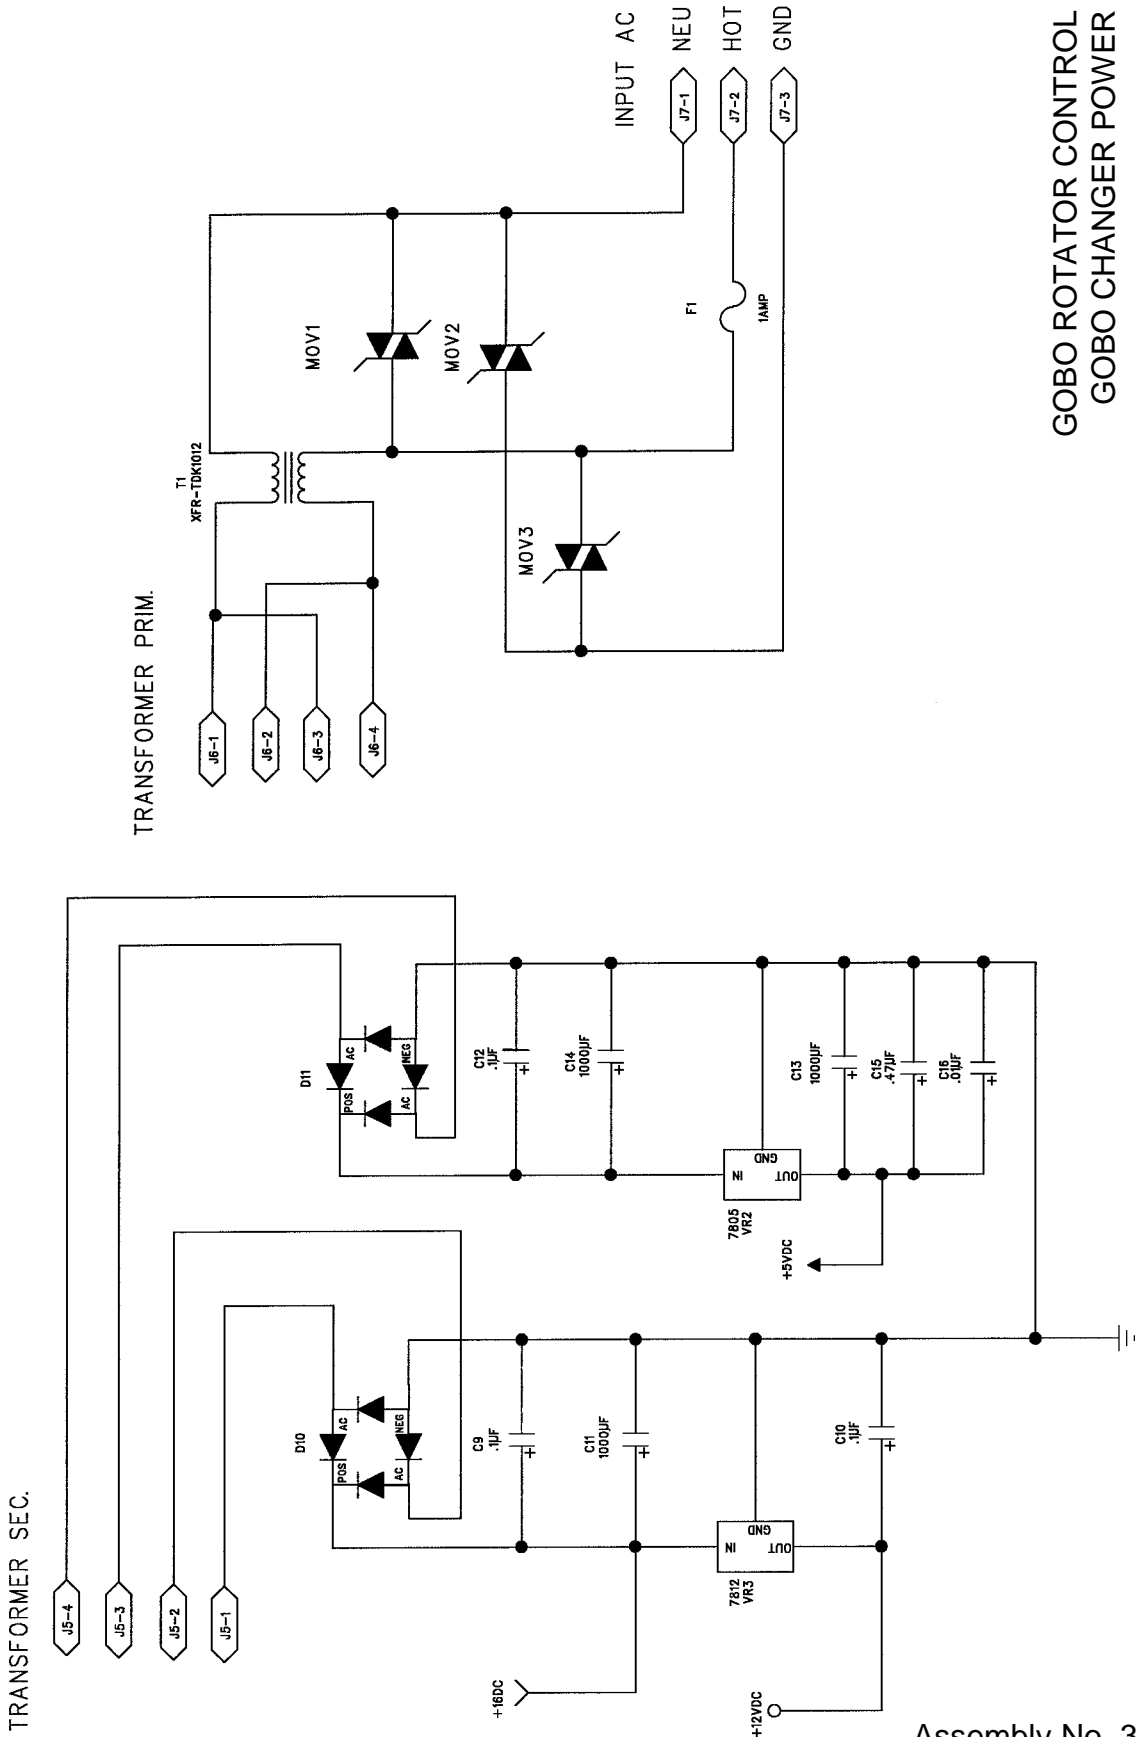 GOBO ROTATOR CONTROL
GOBO CHANGER POWER
INPUT AC
NEU
HOT
GND
J7-1
J7-2
J7-3
F1
1AMP
MOV1
MOV2
MOV3
T1
XFR-TDK1012
TRANSFORMER PRIM.
J6-1
J6-2
J6-3
J6-4
TRANSFORMER SEC.
J5-4
J5-3
J5-2
J5-1
D11
AC
POS
NEG
AC
C12
.1µF
C14
1000µF
7805
VR2
IN
GND
OUT
C13
1000µF
C15
.47µF
C16
.01µF
+5VDC
D10
AC
POS
NEG
AC
C9
.1µF
C11
1000µF
7812
VR3
IN
GND
OUT
C10
.1µF
+16DC
+12VDC
Assembly No. 3